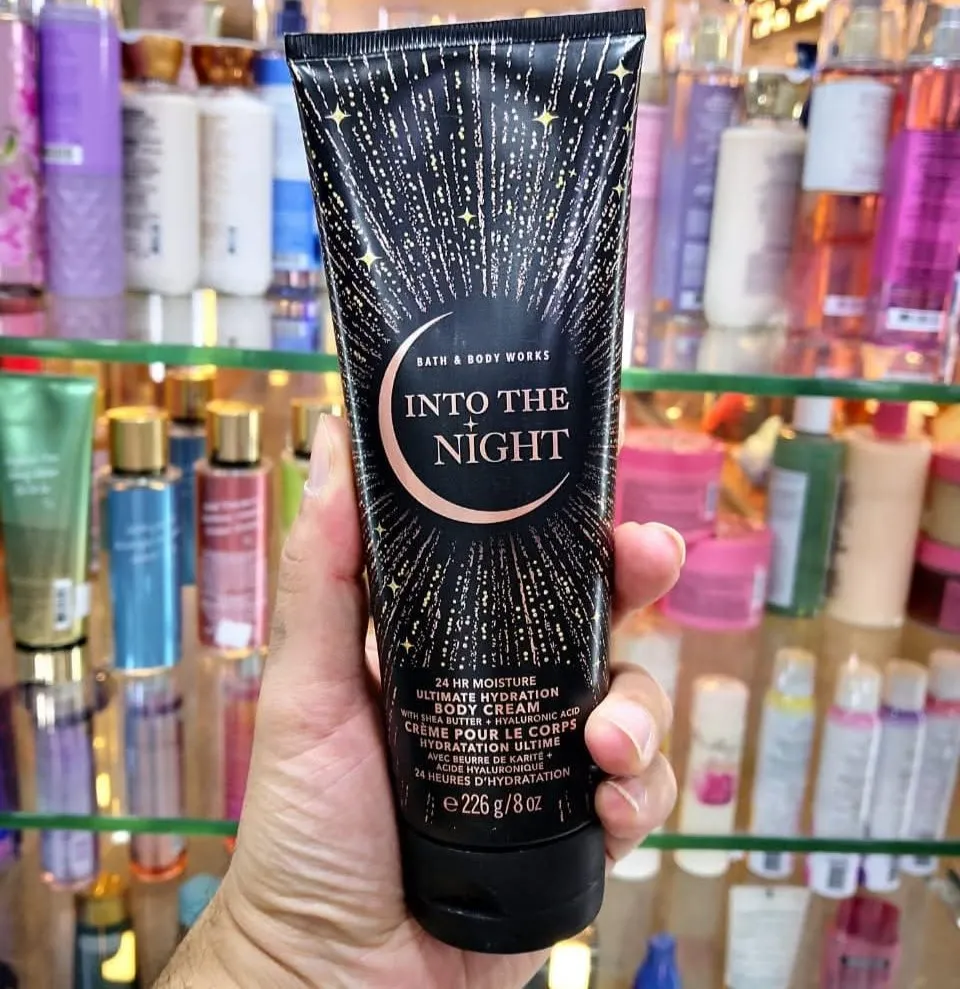 BATH & BODY WORKS
INTO THE
NIGHT
24 HR MOISTURE
ULTIMATE HYDRATION
BODY CREAM
WITH SHEA BUTTER + HYALURONIC ACID
CRÈME POUR LE CORPS
HYDRATATION ULTIME
AVEC BEURRE DE KARITÉ +
ACIDE HYALURONIQUE
24 HEURES D'HYDRATATION
℮ 226 g/8 oz